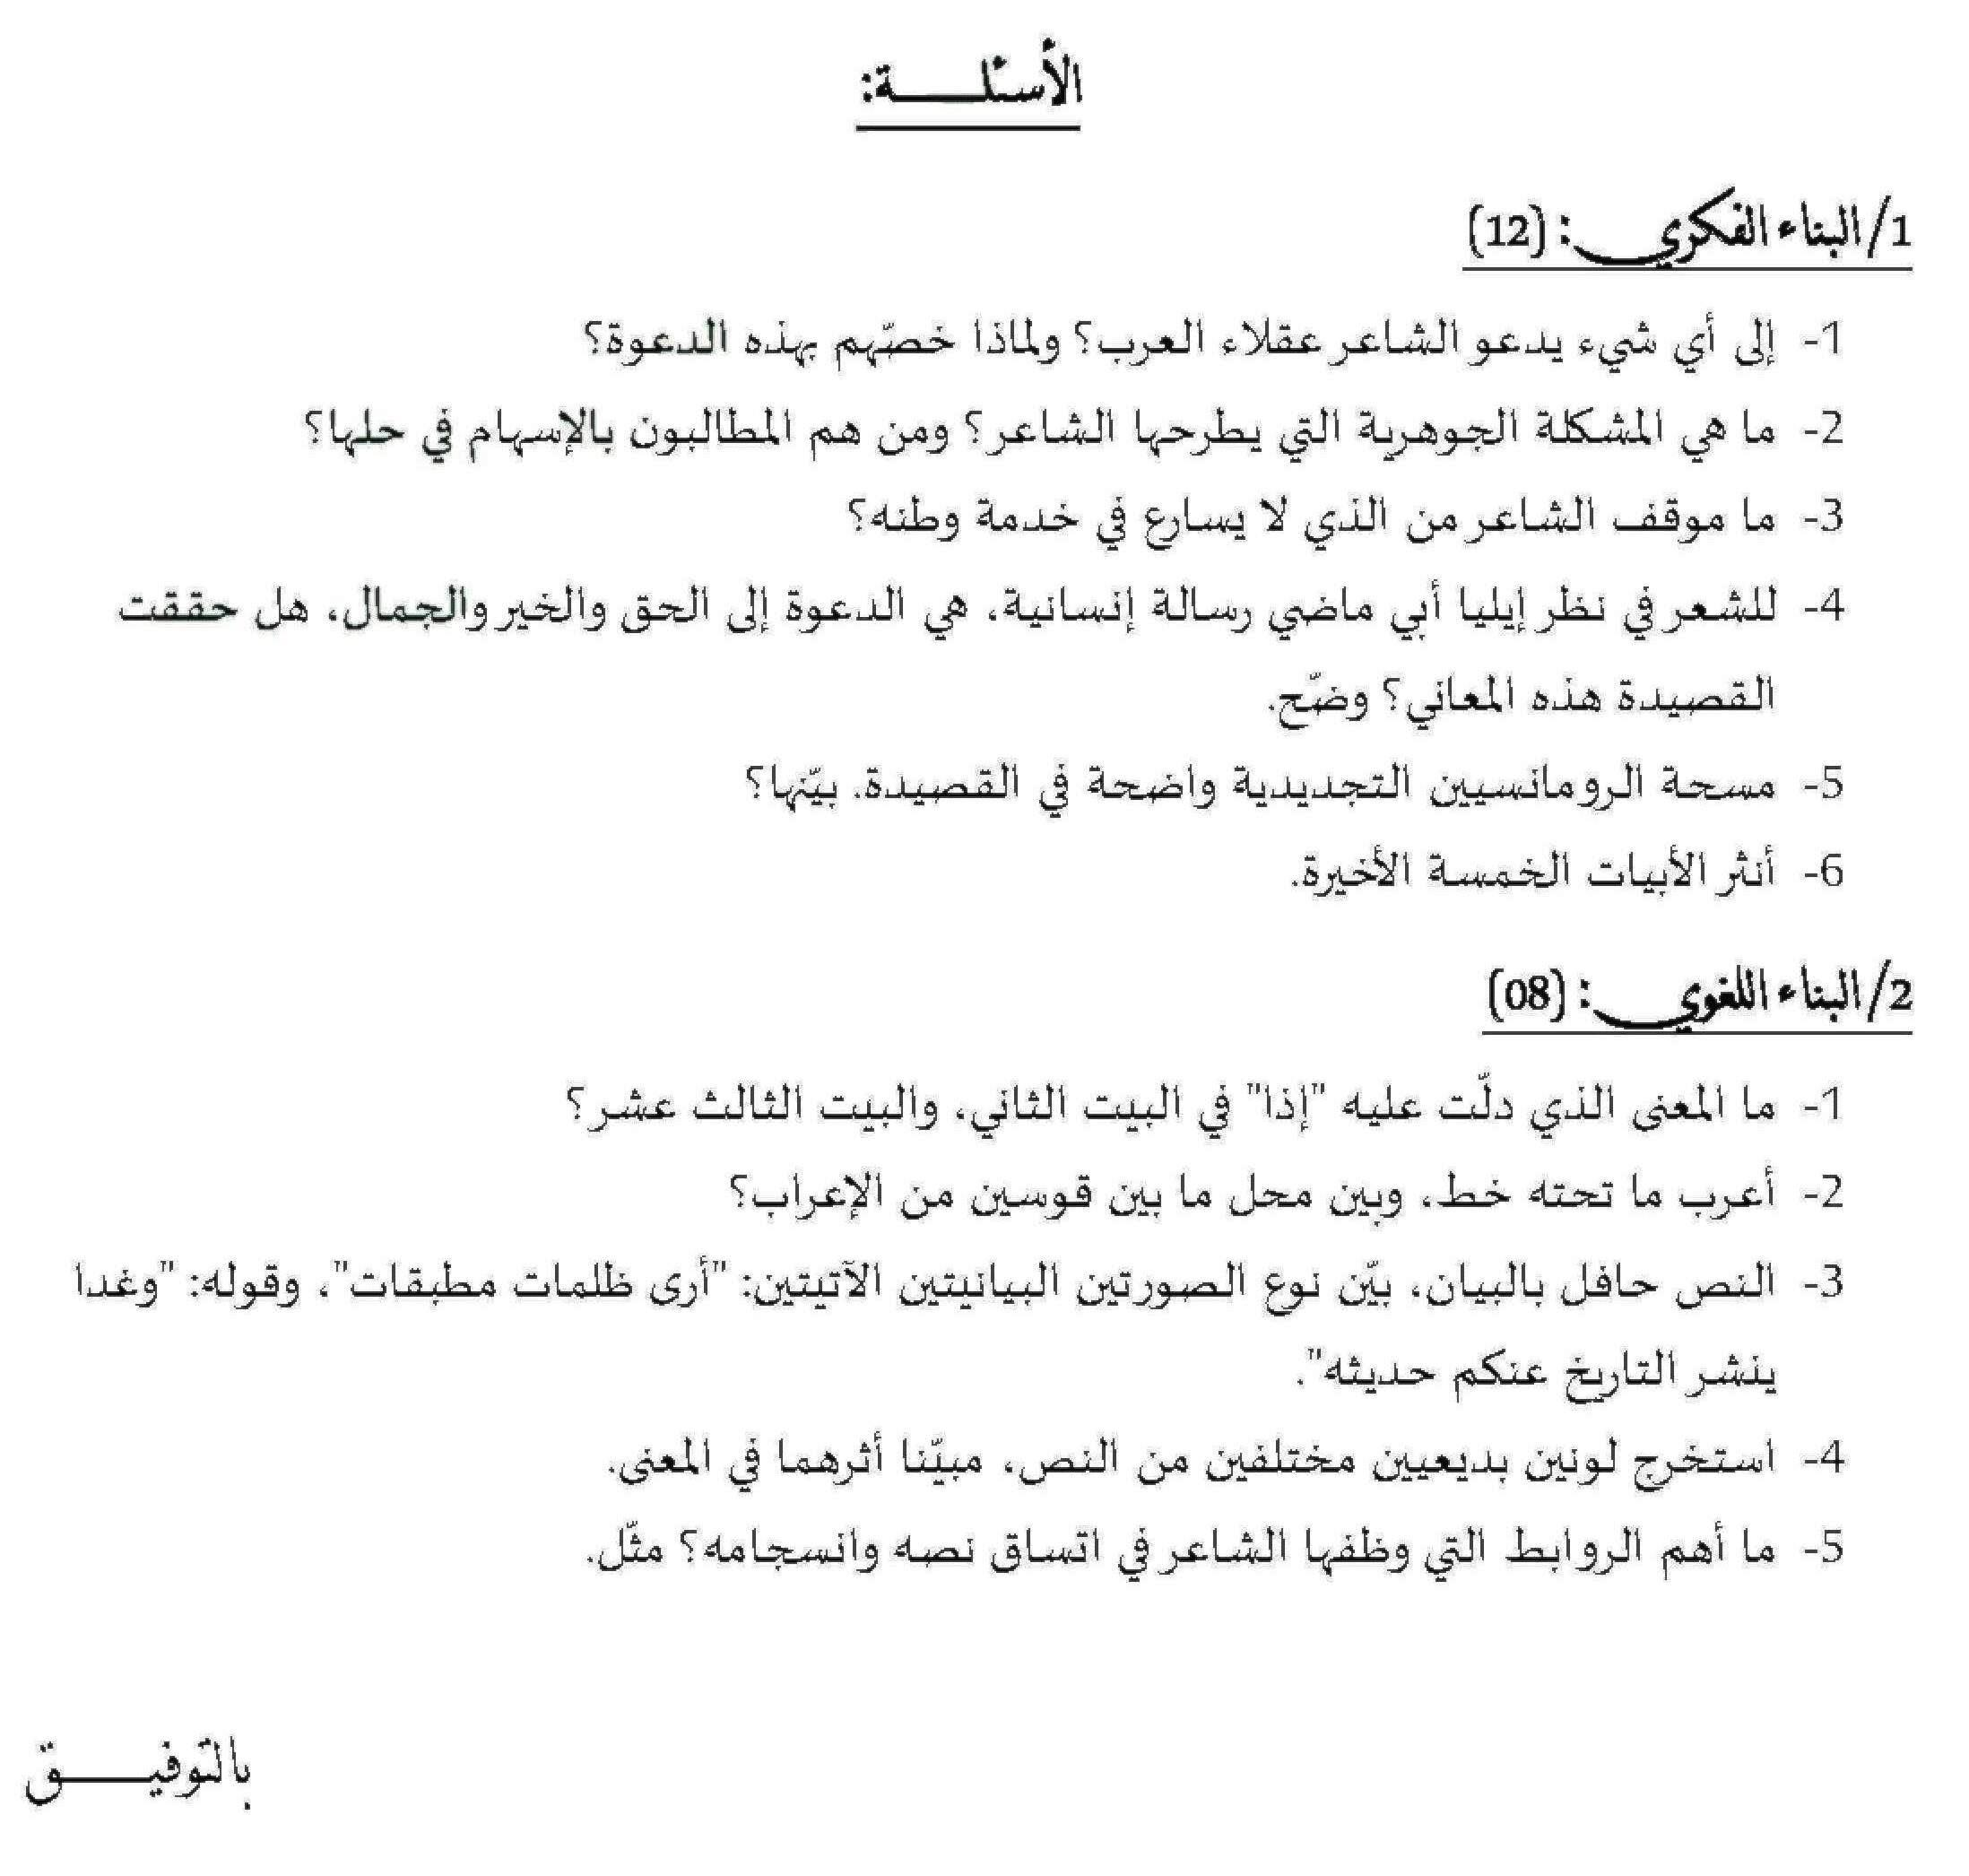 الأسئلة:
1/البناء الفكري: (12)
1- إلى أي شيء يدعو الشاعر عقلاء العرب؟ ولماذا خصّهم بهذه الدعوة؟
2- ما هي المشكلة الجوهرية التي يطرحها الشاعر؟ ومن هم المطالبون بالإسهام في حلها؟
3- ما موقف الشاعر من الذي لا يسارع في خدمة وطنه؟
4- للشعر في نظر إيليا أبي ماضي رسالة إنسانية، هي الدعوة إلى الحق والخير والجمال، هل حققت
القصيدة هذه المعاني؟ وضّح.
5- مسحة الرومانسيين التجديدية واضحة في القصيدة. بيّنها؟
6- أنثر الأبيات الخمسة الأخيرة.
2/البناء اللغوي: (08)
1- ما المعنى الذي دلّت عليه "إذا" في البيت الثاني، والبيت الثالث عشر؟
2- أعرب ما تحته خط، وبين محل ما بين قوسين من الإعراب؟
3- النص حافل بالبيان، بيّن نوع الصورتين البيانيتين الآتيتين: "أرى ظلمات مطبقات"، وقوله: "وغدا
ينشر التاريخ عنكم حديثه".
4- استخرج لونين بديعيين مختلفين من النص، مبيّنا أثرهما في المعنى.
5- ما أهم الروابط التي وظفها الشاعر في اتساق نصه وانسجامه؟ مثّل.
بالتوفيق